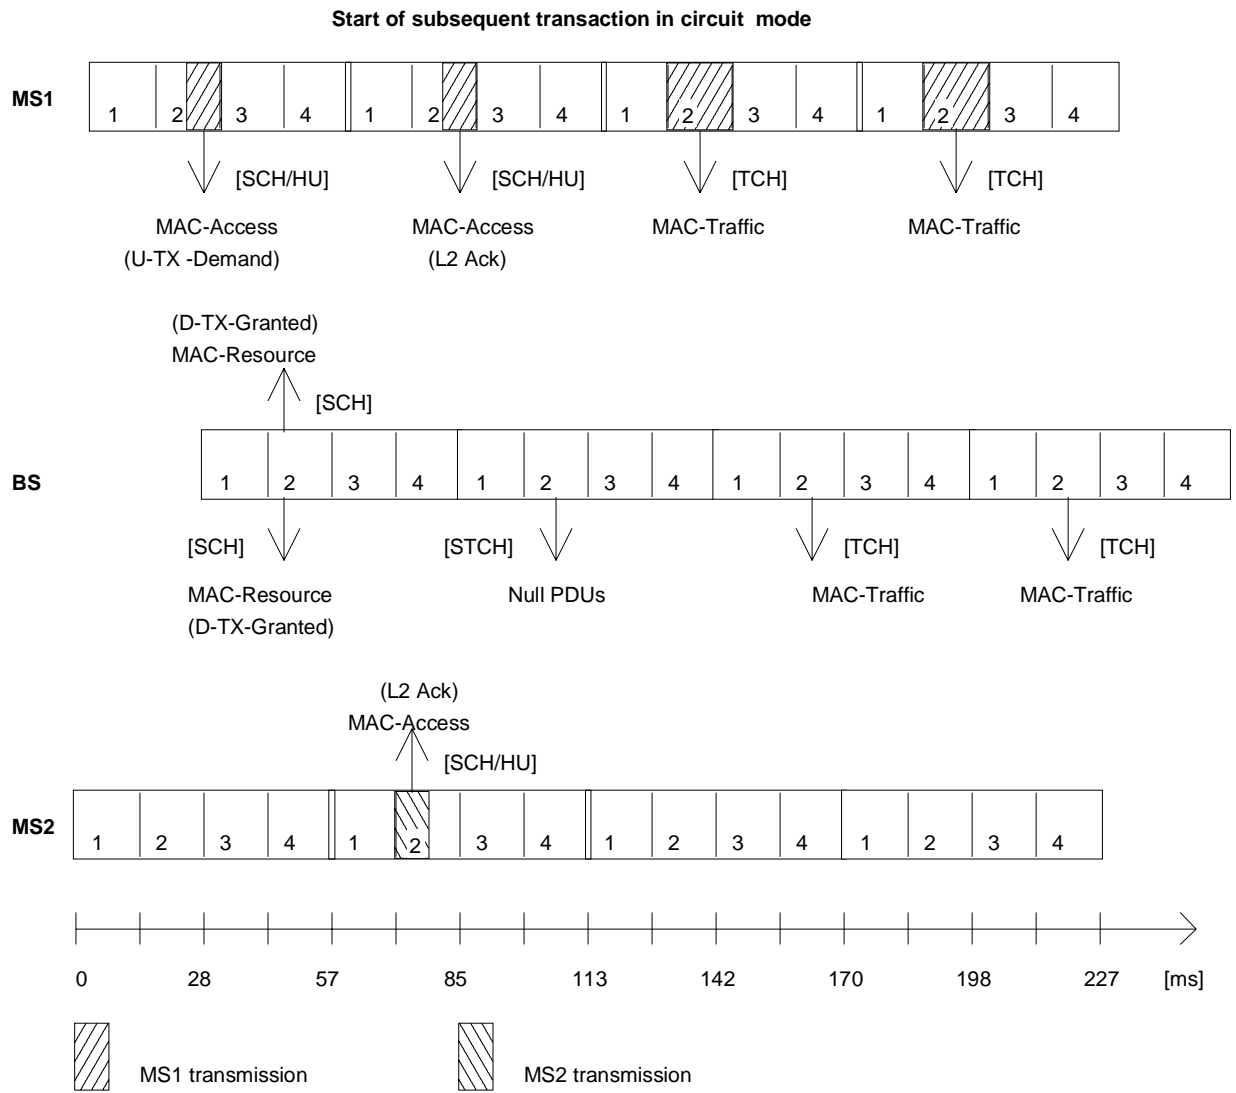 Start of subsequent transaction in circuit mode
MS1
1 2 3 4 1 2 3 4 1 2 3 4 1 2 3 4
[SCH/HU] [SCH/HU] [TCH] [TCH]
MAC-Access MAC-Access MAC-Traffic MAC-Traffic
(U-TX -Demand) (L2 Ack)
(D-TX-Granted)
MAC-Resource
[SCH]
BS
1 2 3 4 1 2 3 4 1 2 3 4 1 2 3 4
[SCH] [STCH] [TCH] [TCH]
MAC-Resource Null PDUs MAC-Traffic MAC-Traffic
(D-TX-Granted)
(L2 Ack)
MAC-Access
[SCH/HU]
MS2
1 2 3 4 1 2 3 4 1 2 3 4 1 2 3 4
0 28 57 85 113 142 170 198 227 [ms]
MS1 transmission MS2 transmission